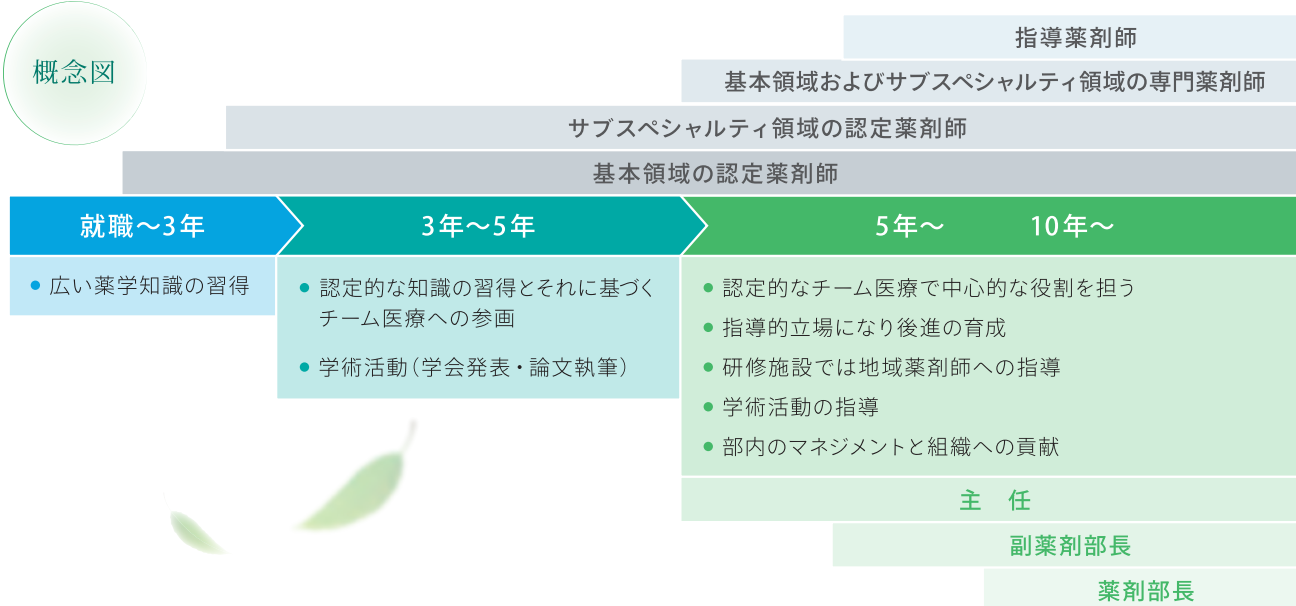 概念図
指導薬剤師
基本領域およびサブスペシャルティ領域の専門薬剤師
サブスペシャルティ領域の認定薬剤師
基本領域の認定薬剤師
就職～3年
3年～5年
5年～
10年～
● 広い薬学知識の習得
● 認定的な知識の習得とそれに基づく
チーム医療への参画
● 学術活動（学会発表・論文執筆）
● 認定的なチーム医療で中心的な役割を担う
● 指導的立場になり後進の育成
● 研修施設では地域薬剤師への指導
● 学術活動の指導
● 部内のマネジメントと組織への貢献
主　任
副薬剤部長
薬剤部長